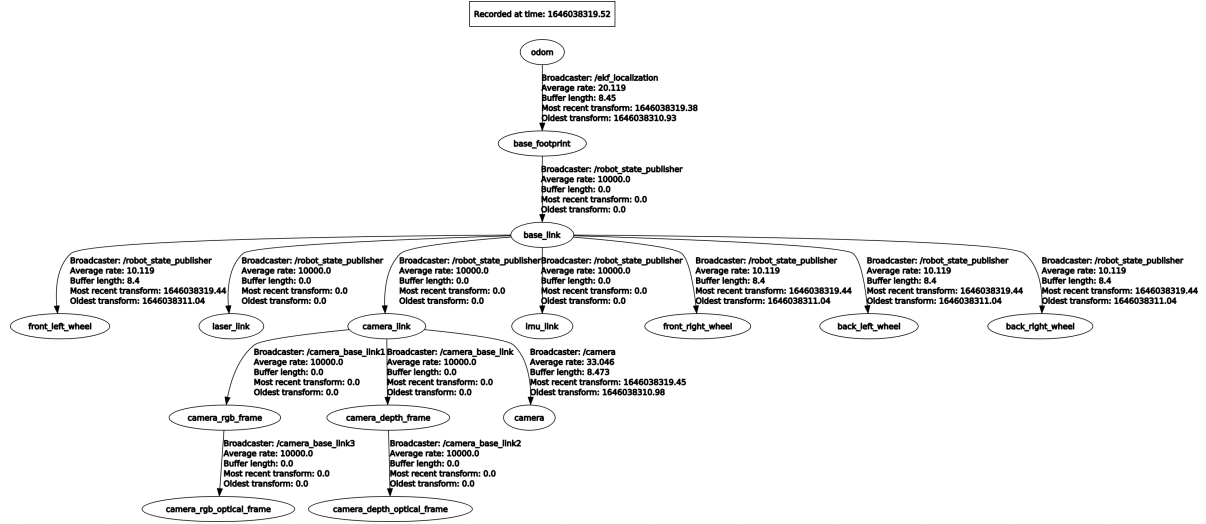 Recorded at time: 1646038319.52
odom
Broadcaster: /ekf_localization
Average rate: 20.119
Buffer length: 8.45
Most recent transform: 1646038319.38
Oldest transform: 1646038310.93
base_footprint
Broadcaster: /robot_state_publisher
Average rate: 10000.0
Buffer length: 0.0
Most recent transform: 0.0
Oldest transform: 0.0
base_link
Broadcaster: /robot_state_publisher
Average rate: 10.119
Buffer length: 8.4
Most recent transform: 1646038319.44
Oldest transform: 1646038311.04
Broadcaster: /robot_state_publisher
Average rate: 10000.0
Buffer length: 0.0
Most recent transform: 0.0
Oldest transform: 0.0
Broadcaster: /robot_state_publisher
Average rate: 10000.0
Buffer length: 0.0
Most recent transform: 0.0
Oldest transform: 0.0
Broadcaster: /robot_state_publisher
Average rate: 10000.0
Buffer length: 0.0
Most recent transform: 0.0
Oldest transform: 0.0
Broadcaster: /robot_state_publisher
Average rate: 10.119
Buffer length: 8.4
Most recent transform: 1646038319.44
Oldest transform: 1646038311.04
Broadcaster: /robot_state_publisher
Average rate: 10.119
Buffer length: 8.4
Most recent transform: 1646038319.44
Oldest transform: 1646038311.04
Broadcaster: /robot_state_publisher
Average rate: 10.119
Buffer length: 8.4
Most recent transform: 1646038319.44
Oldest transform: 1646038311.04
front_left_wheel
laser_link
camera_link
imu_link
front_right_wheel
back_left_wheel
back_right_wheel
Broadcaster: /camera_base_link1
Average rate: 10000.0
Buffer length: 0.0
Most recent transform: 0.0
Oldest transform: 0.0
Broadcaster: /camera_base_link
Average rate: 10000.0
Buffer length: 0.0
Most recent transform: 0.0
Oldest transform: 0.0
Broadcaster: /camera
Average rate: 33.046
Buffer length: 8.473
Most recent transform: 1646038319.45
Oldest transform: 1646038310.98
camera_rgb_frame
camera_depth_frame
camera
Broadcaster: /camera_base_link3
Average rate: 10000.0
Buffer length: 0.0
Most recent transform: 0.0
Oldest transform: 0.0
Broadcaster: /camera_base_link2
Average rate: 10000.0
Buffer length: 0.0
Most recent transform: 0.0
Oldest transform: 0.0
camera_rgb_optical_frame
camera_depth_optical_frame